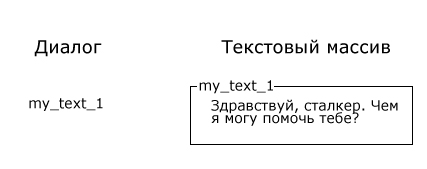 Диалог
Текстовый массив
my_text_1
my_text_1
Здравствуй, сталкер. Чем
я могу помочь тебе?